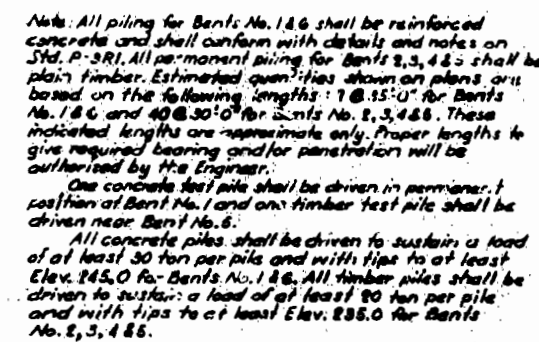 Note: All piling for Bents No. 1 & 6 shall be reinforced
concrete and shall conform with details and notes on
Std. P-SR1. All permanent piling for Bents 2, 3, 4 & 5 shall be
plain timber. Estimated quantities shown on plans are
based on the following lengths: 7 @ 35'-0" for Bents
No. 1 & 6 and 40 @ 30'-0" for Bents No. 2, 3, 4 & 5. These
indicated lengths are approximate only. Proper lengths to
give required bearing and/or penetration will be
authorized by the Engineer.
One concrete test pile shall be driven in permanent
position at Bent No. 1 and one timber test pile shall be
driven near Bent No. 5.
All concrete piles shall be driven to sustain a load
of at least 30 ton per pile and with tips to at least
Elev. 245.0 for Bents No. 1 & 6. All timber piles shall be
driven to sustain a load of at least 20 ton per pile
and with tips to at least Elev. 235.0 for Bents
No. 2, 3, 4 & 5.